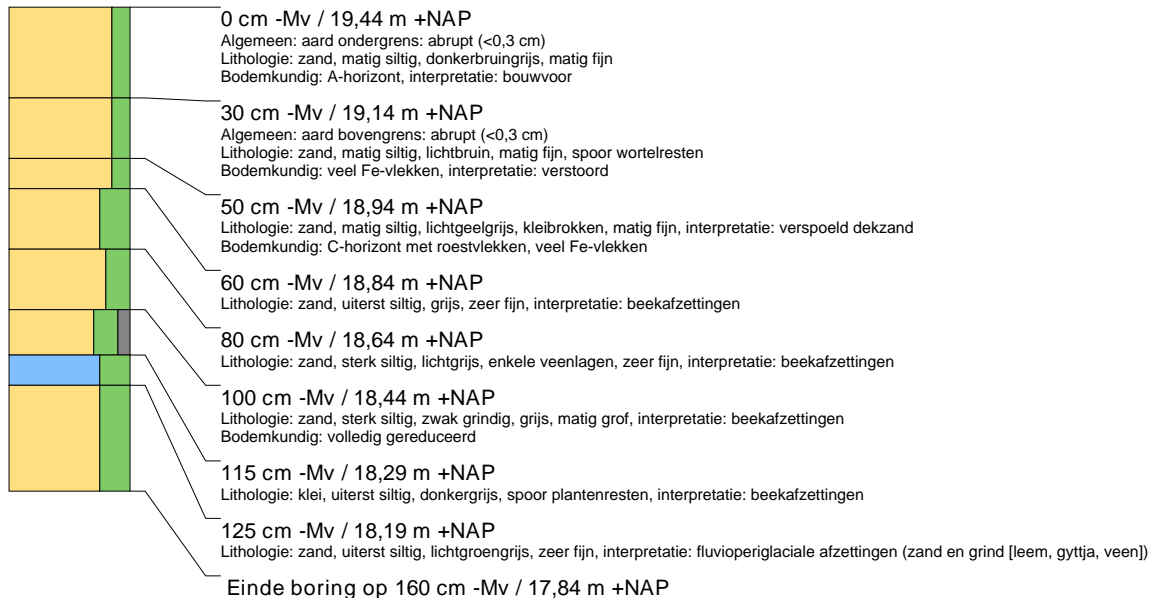 0 cm -Mv / 19,44 m +NAP
Algemeen: aard ondergrens: abrupt (<0,3 cm)
Lithologie: zand, matig siltig, donkerbruingrijs, matig fijn
Bodemkundig: A-horizont, interpretatie: bouwvoor
30 cm -Mv / 19,14 m +NAP
Algemeen: aard bovengrens: abrupt (<0,3 cm)
Lithologie: zand, matig siltig, lichtbruin, matig fijn, spoor wortelresten
Bodemkundig: veel Fe-vlekken, interpretatie: verstoord
50 cm -Mv / 18,94 m +NAP
Lithologie: zand, matig siltig, lichtgeelgrijs, kleibrokken, matig fijn, interpretatie: verspoeld dekzand
Bodemkundig: C-horizont met roestvlekken, veel Fe-vlekken
60 cm -Mv / 18,84 m +NAP
Lithologie: zand, uiterst siltig, grijs, zeer fijn, interpretatie: beekafzettingen
80 cm -Mv / 18,64 m +NAP
Lithologie: zand, sterk siltig, lichtgrijs, enkele veenlagen, zeer fijn, interpretatie: beekafzettingen
100 cm -Mv / 18,44 m +NAP
Lithologie: zand, sterk siltig, zwak grindig, grijs, matig grof, interpretatie: beekafzettingen
Bodemkundig: volledig gereduceerd
115 cm -Mv / 18,29 m +NAP
Lithologie: klei, uiterst siltig, donkergrijs, spoor plantenresten, interpretatie: beekafzettingen
125 cm -Mv / 18,19 m +NAP
Lithologie: zand, uiterst siltig, lichtgroengrijs, zeer fijn, interpretatie: fluvioperiglaciale afzettingen (zand en grind [leem, gyttja, veen])
Einde boring op 160 cm -Mv / 17,84 m +NAP